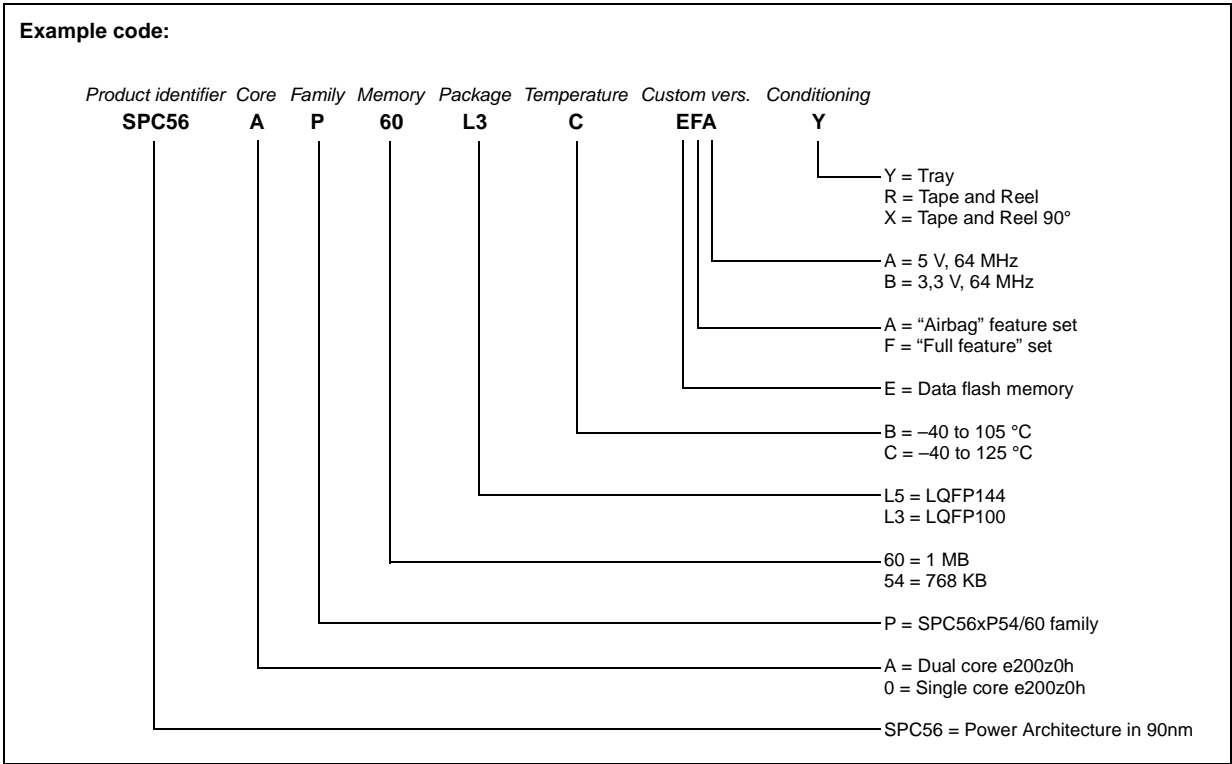 Example code:
Product identifier Core Family Memory Package Temperature Custom vers. Conditioning
SPC56 A P 60 L3 C EFA Y
Y = Tray
R = Tape and Reel
X = Tape and Reel 90°
A = 5 V, 64 MHz
B = 3,3 V, 64 MHz
A = “Airbag” feature set
F = “Full feature” set
E = Data flash memory
B = –40 to 105 °C
C = –40 to 125 °C
L5 = LQFP144
L3 = LQFP100
60 = 1 MB
54 = 768 KB
P = SPC56xP54/60 family
A = Dual core e200z0h
0 = Single core e200z0h
SPC56 = Power Architecture in 90nm